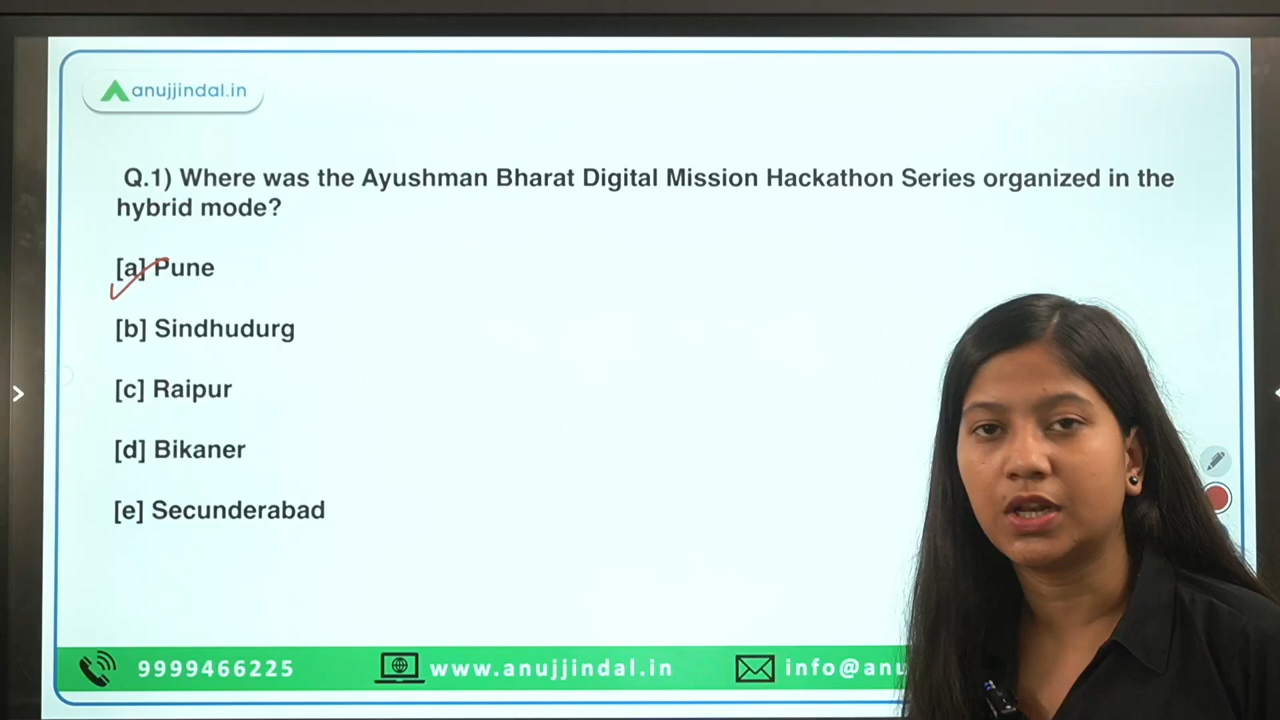 anujjindal.in
Q.1) Where was the Ayushman Bharat Digital Mission Hackathon Series organized in the
hybrid mode?
[a] Pune
[b] Sindhudurg
[c] Raipur
[d] Bikaner
[e] Secunderabad
9999466225 www.anujjindal.in info@anu